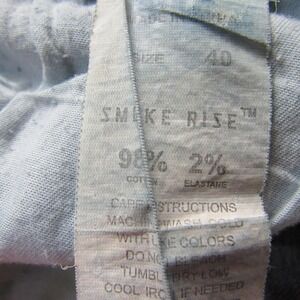 SIZE 40
SMOKE RISE™
98% 2%
COTTON ELASTANE
CARE INSTRUCTIONS
MACHINE WASH COLD
WITH LIKE COLORS
DO NOT BLEACH
TUMBLE DRY LOW
COOL IRON IF NEEDED